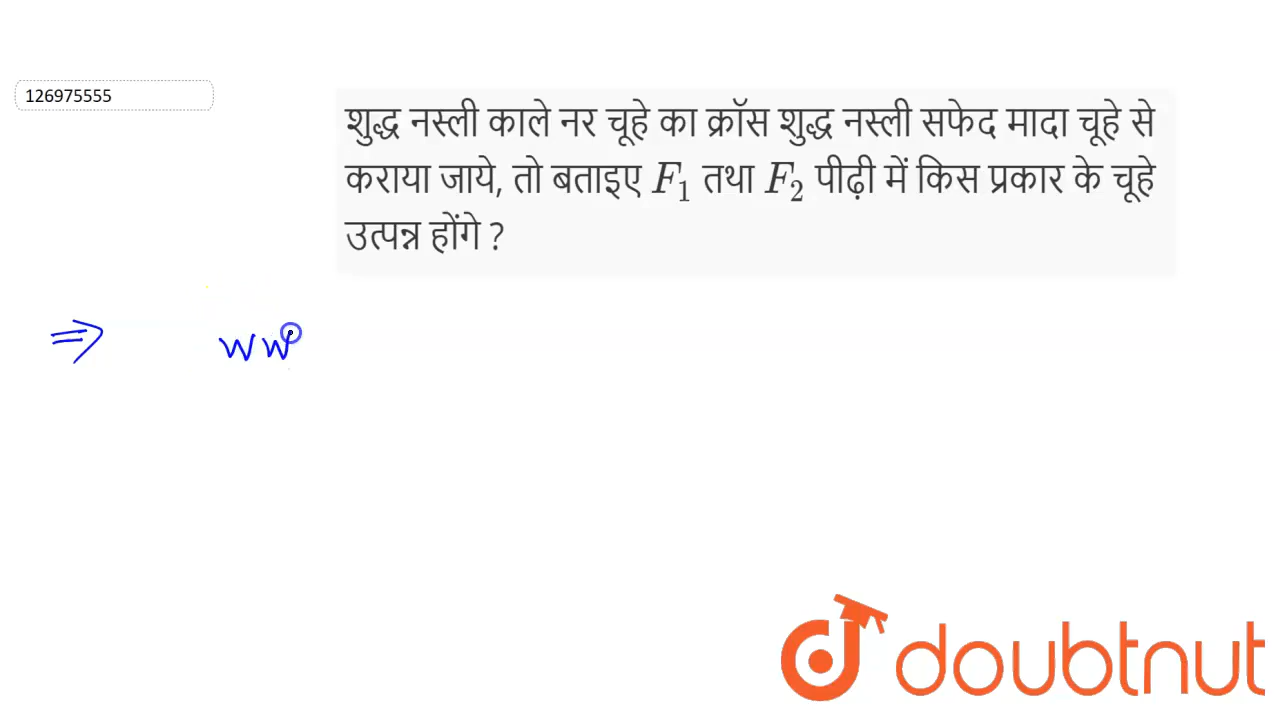 126975555
शुद्ध नस्ली काले नर चूहे का क्रॉस शुद्ध नस्ली सफेद मादा चूहे से
कराया जाये, तो बताइए F₁ तथा F₂ पीढ़ी में किस प्रकार के चूहे
उत्पन्न होंगे ?
⇒ WW
doubtnut